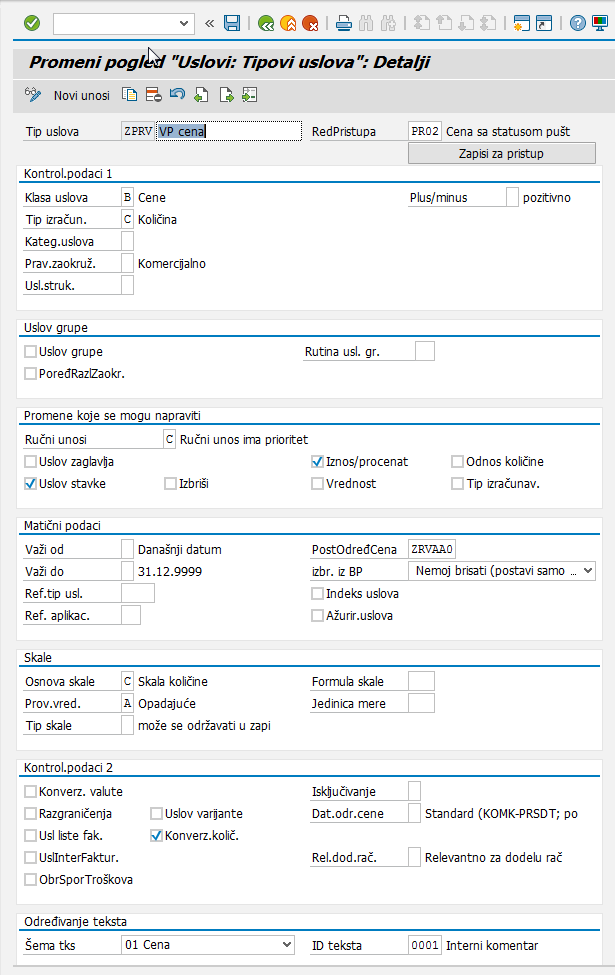 Promeni pogled "Uslovi: Tipovi uslova": Detalji
Novi unosi
Tip uslova ZPRV VP cena RedPristupa PR02 Cena sa statusom pušt
Zapisi za pristup
Kontrol.podaci 1
Klasa uslova B Cene Plus/minus pozitivno
Tip izračun. C Količina
Kateg.uslova
Prav.zaokruž. Komercijalno
Usl.struk.
Uslov grupe
Uslov grupe Rutina usl. gr.
PoređRazlZaokr.
Promene koje se mogu napraviti
Ručni unosi C Ručni unos ima prioritet
Uslov zaglavlja Iznos/procenat Odnos količine
Uslov stavke Izbriši Vrednost Tip izračunav.
Matični podaci
Važi od Današnji datum PostOdređCena ZRVAA0
Važi do 31.12.9999 izbr. iz BP Nemoj brisati (postavi samo ...
Ref.tip usl. Indeks uslova
Ref. aplikac. Ažurir.uslova
Skale
Osnova skale C Skala količine Formula skale
Prov.vred. A Opadajuće Jedinica mere
Tip skale može se održavati u zapi
Kontrol.podaci 2
Konverz. valute Isključivanje
Razgraničenja Uslov varijante Dat.odr.cene Standard (KOMK-PRSDT; po
Usl liste fak. Konverz.količ.
UslInterFaktur. Rel.dod.rač. Relevantno za dodelu rač
ObrSporTroškova
Određivanje teksta
Šema tks 01 Cena ID teksta 0001 Interni komentar